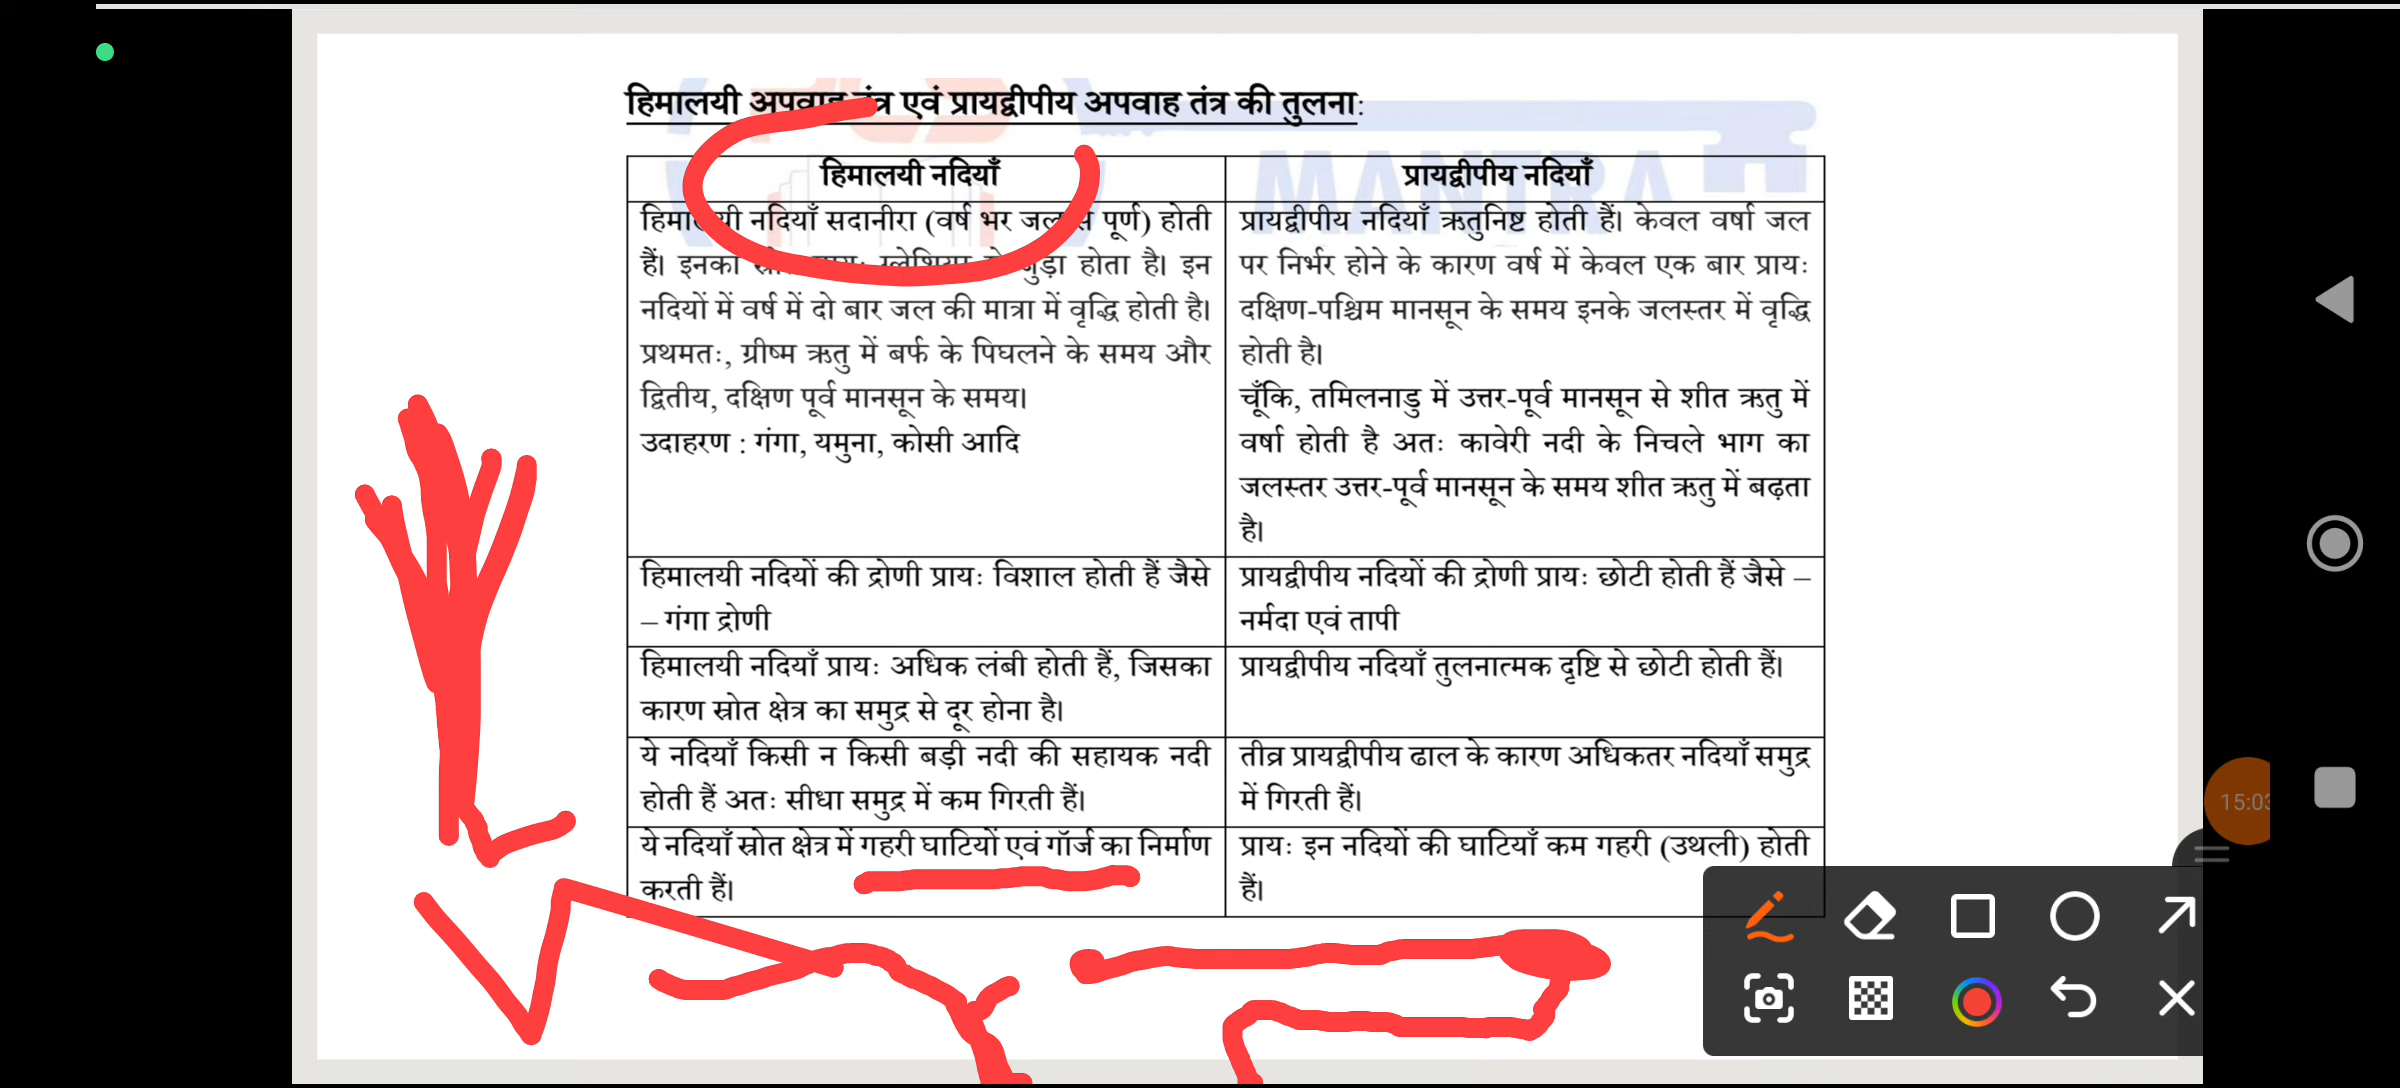 हिमालयी अपवाह तंत्र एवं प्रायद्वीपीय अपवाह तंत्र की तुलना:
MANTRA
हिमालयी नदियाँ
हिमालयी नदियाँ सदानीरा (वर्ष भर जल से पूर्ण) होती
हैं। इनका जुड़ा होता है। इन
नदियों में वर्ष में दो बार जल की मात्रा में वृद्धि होती है।
प्रथमतः, ग्रीष्म ऋतु में बर्फ के पिघलने के समय और
द्वितीय, दक्षिण पूर्व मानसून के समय।
उदाहरण : गंगा, यमुना, कोसी आदि
प्रायद्वीपीय नदियाँ
प्रायद्वीपीय नदियाँ ऋतुनिष्ट होती हैं। केवल वर्षा जल
पर निर्भर होने के कारण वर्ष में केवल एक बार प्रायः
दक्षिण-पश्चिम मानसून के समय इनके जलस्तर में वृद्धि
होती है।
चूँकि, तमिलनाडु में उत्तर-पूर्व मानसून से शीत ऋतु में
वर्षा होती है अतः कावेरी नदी के निचले भाग का
जलस्तर उत्तर-पूर्व मानसून के समय शीत ऋतु में बढ़ता
है।
हिमालयी नदियों की द्रोणी प्रायः विशाल होती हैं जैसे
– गंगा द्रोणी
प्रायद्वीपीय नदियों की द्रोणी प्रायः छोटी होती हैं जैसे –
नर्मदा एवं तापी
हिमालयी नदियाँ प्रायः अधिक लंबी होती हैं, जिसका
कारण स्रोत क्षेत्र का समुद्र से दूर होना है।
प्रायद्वीपीय नदियाँ तुलनात्मक दृष्टि से छोटी होती हैं।
ये नदियाँ किसी न किसी बड़ी नदी की सहायक नदी
होती हैं अतः सीधा समुद्र में कम गिरती हैं।
तीव्र प्रायद्वीपीय ढाल के कारण अधिकतर नदियाँ समुद्र
में गिरती हैं।
ये नदियाँ स्रोत क्षेत्र में गहरी घाटियों एवं गॉर्ज का निर्माण
करती हैं।
प्रायः इन नदियों की घाटियाँ कम गहरी (उथली) होती
हैं।
15:03